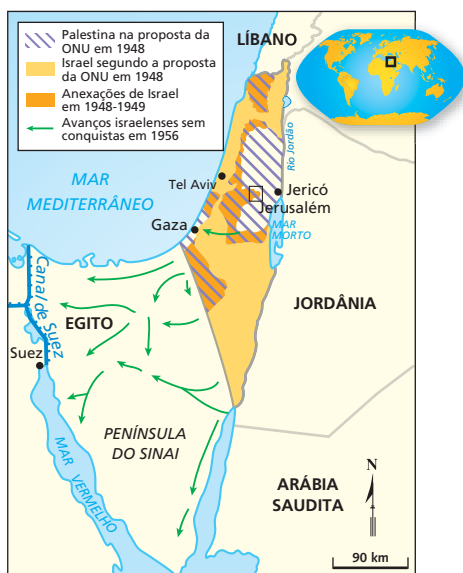 Palestina na proposta da
ONU em 1948
Israel segundo a proposta
da ONU em 1948
Anexações de Israel
em 1948-1949
Avanços israelenses sem
conquistas em 1956
LÍBANO
MAR
MEDITERRÂNEO
Rio Jordão
Tel Aviv
Jericó
Jerusalém
Gaza
MAR
MORTO
Canal de Suez
EGITO
JORDÂNIA
Suez
PENÍNSULA
DO SINAI
MAR VERMELHO
ARÁBIA
SAUDITA
N
90 km